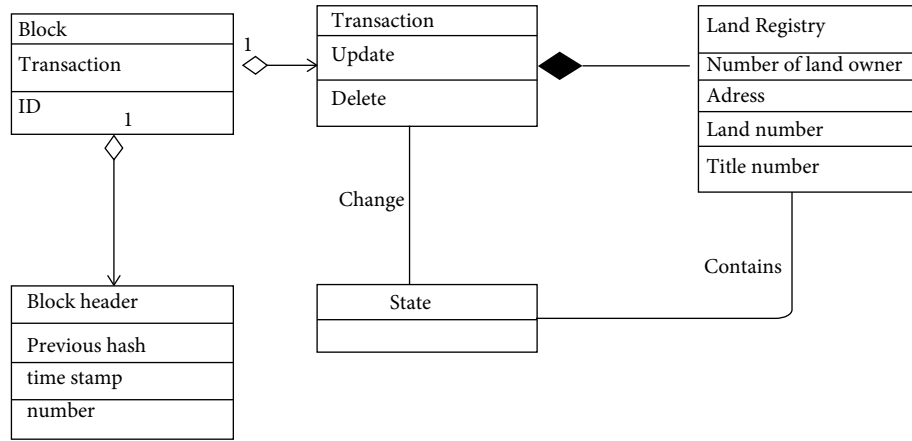 Block
Transaction
ID
1
1
Transaction
Update
Delete
Land Registry
Number of land owner
Adress
Land number
Title number
Change
Contains
Block header
Previous hash
time stamp
number
State